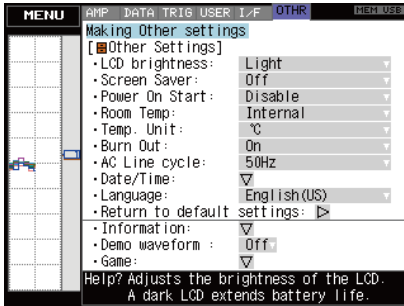 MENU AMP DATA TRIG USER I/F OTHR MEM USB
Making Other settings
[Other Settings]
・LCD brightness: Light
・Screen Saver: Off
・Power On Start: Disable
・Room Temp: Internal
・Temp. Unit: ℃
・Burn Out: On
・AC Line cycle: 50Hz
・Date/Time:
・Language: English(US)
・Return to default settings:
・Information:
・Demo waveform : Off
・Game:
Help? Adjusts the brightness of the LCD.
A dark LCD extends battery life.